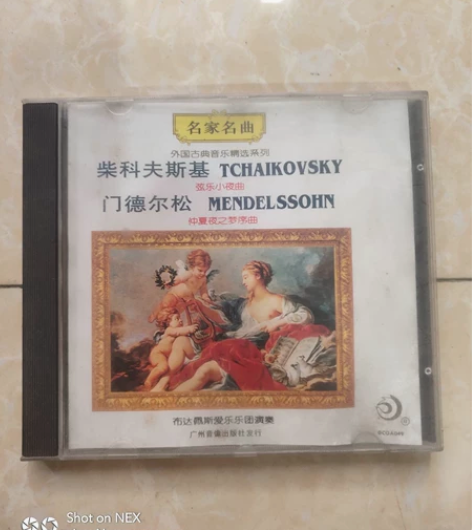 名家名曲
外国古典音乐精选系列
柴科夫斯基 TCHAIKOVSKY
弦乐小夜曲
门德尔松 MENDELSSOHN
仲夏夜之梦序曲
布达佩斯爱乐乐团演奏
广州音像出版社发行
Shot on NEX